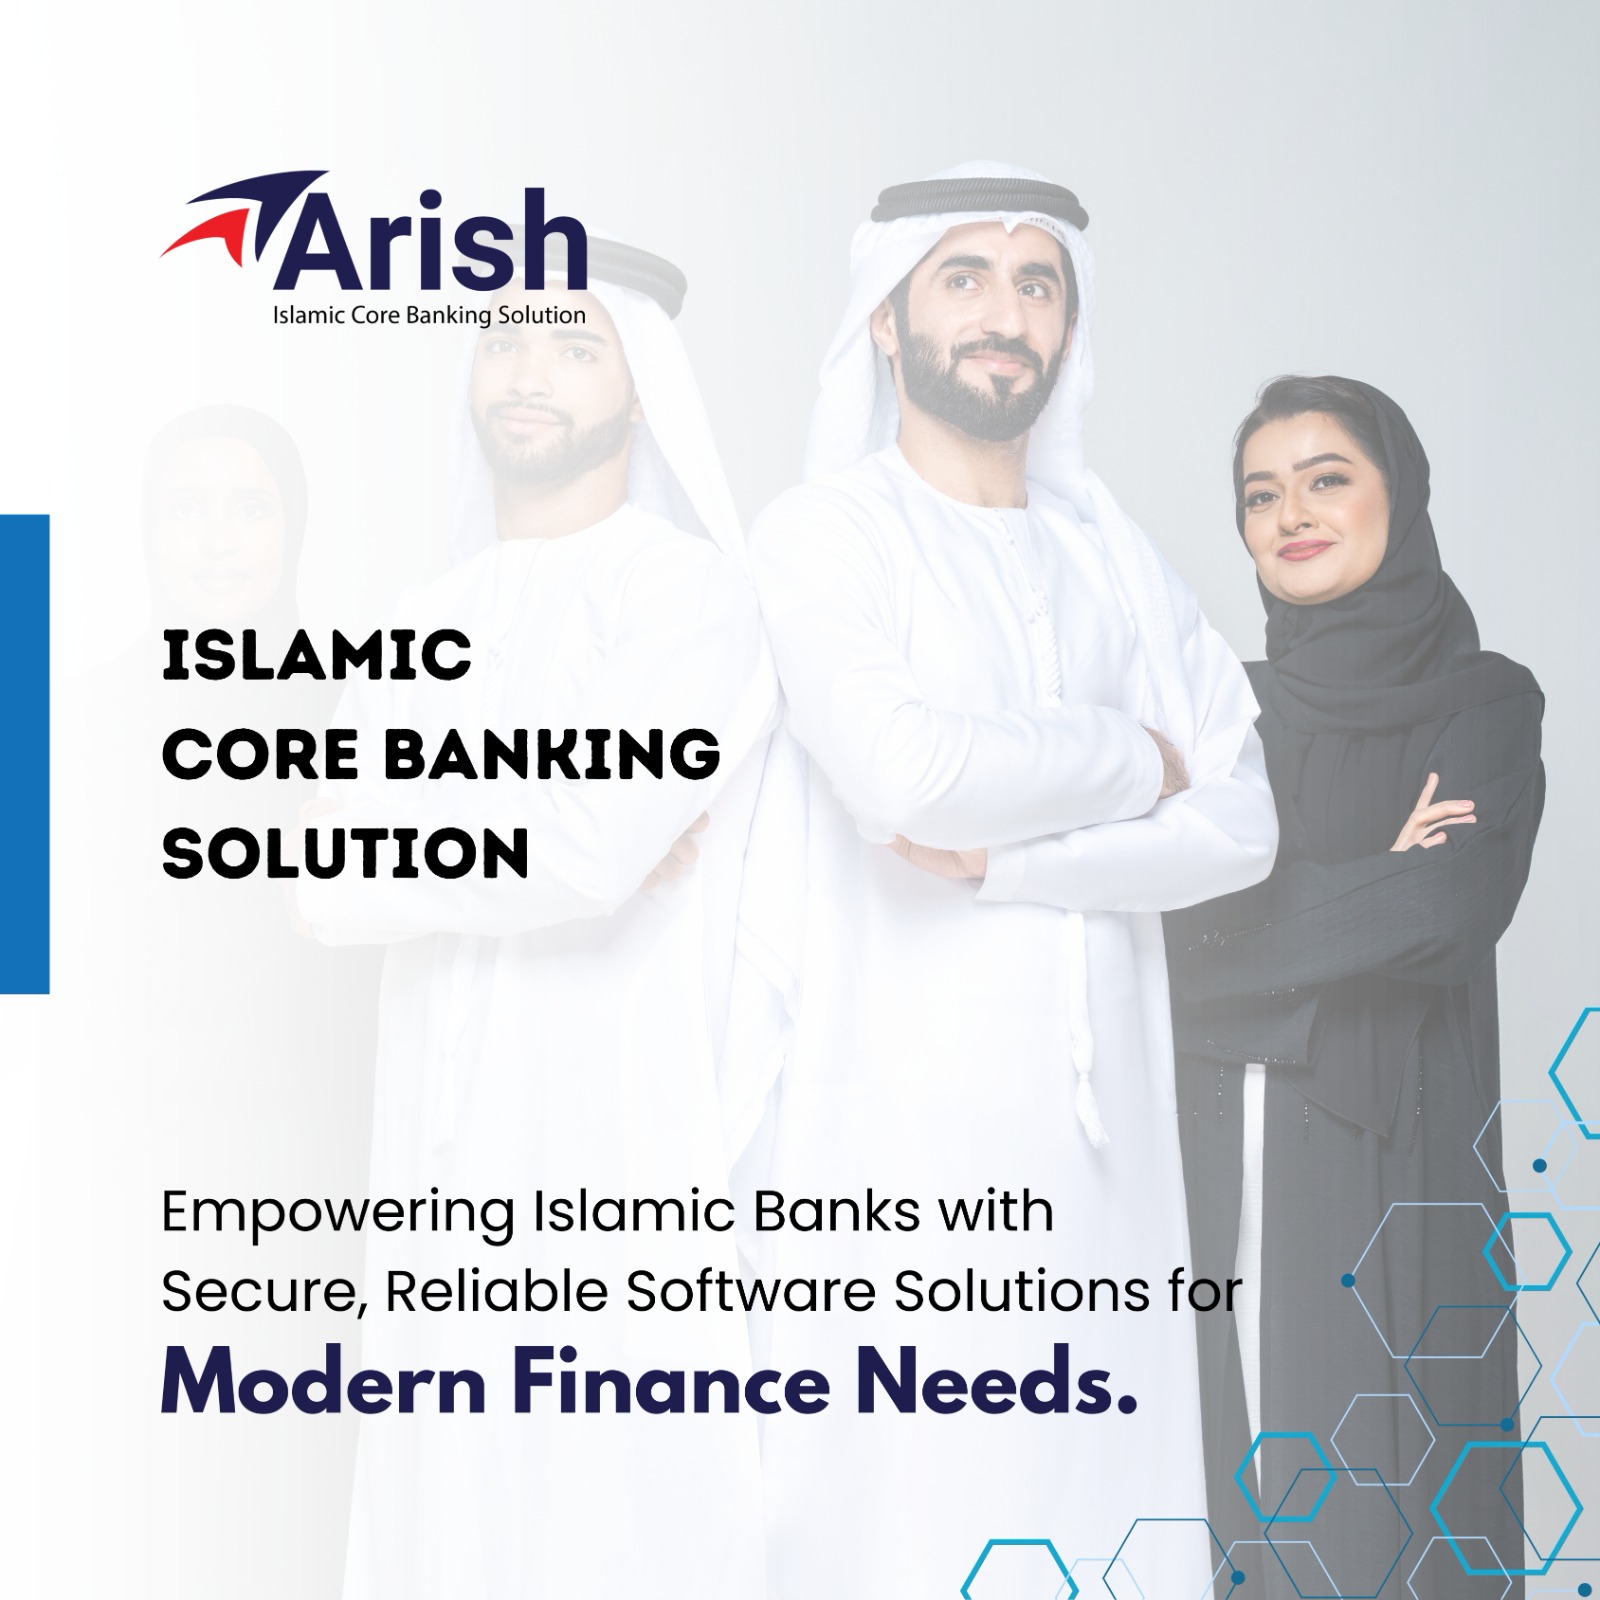 Arish
Islamic Core Banking Solution
ISLAMIC
CORE BANKING
SOLUTION
Empowering Islamic Banks with
Secure, Reliable Software Solutions for
Modern Finance Needs.